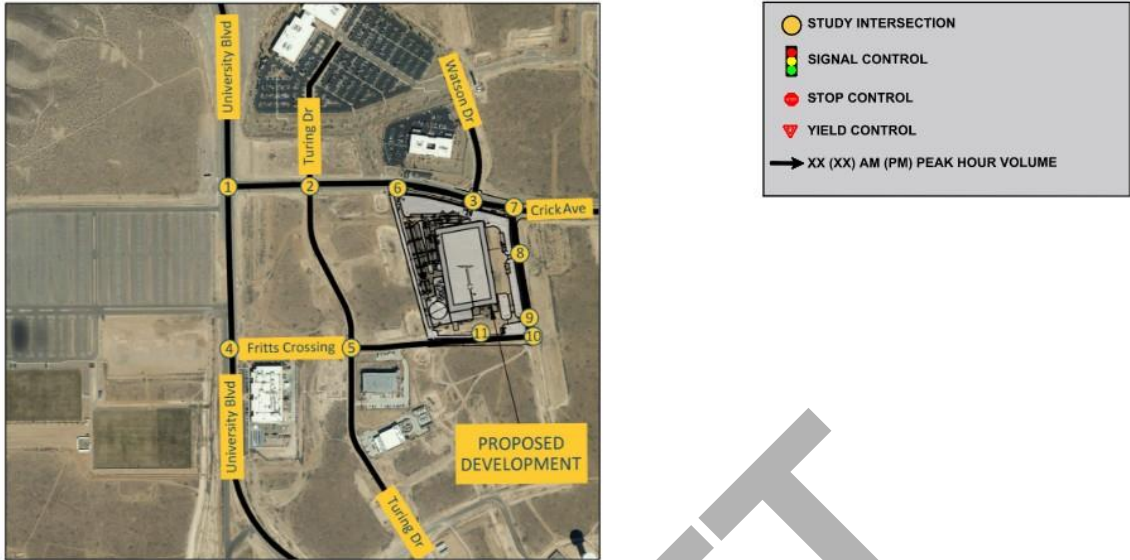 University Blvd
Turing Dr
Watson Dr
1
2
6
3
7
Crick Ave
8
9
4
Fritts Crossing
5
11
10
University Blvd
PROPOSED
DEVELOPMENT
Turing Dr
STUDY INTERSECTION
SIGNAL CONTROL
STOP CONTROL
YIELD CONTROL
XX (XX) AM (PM) PEAK HOUR VOLUME